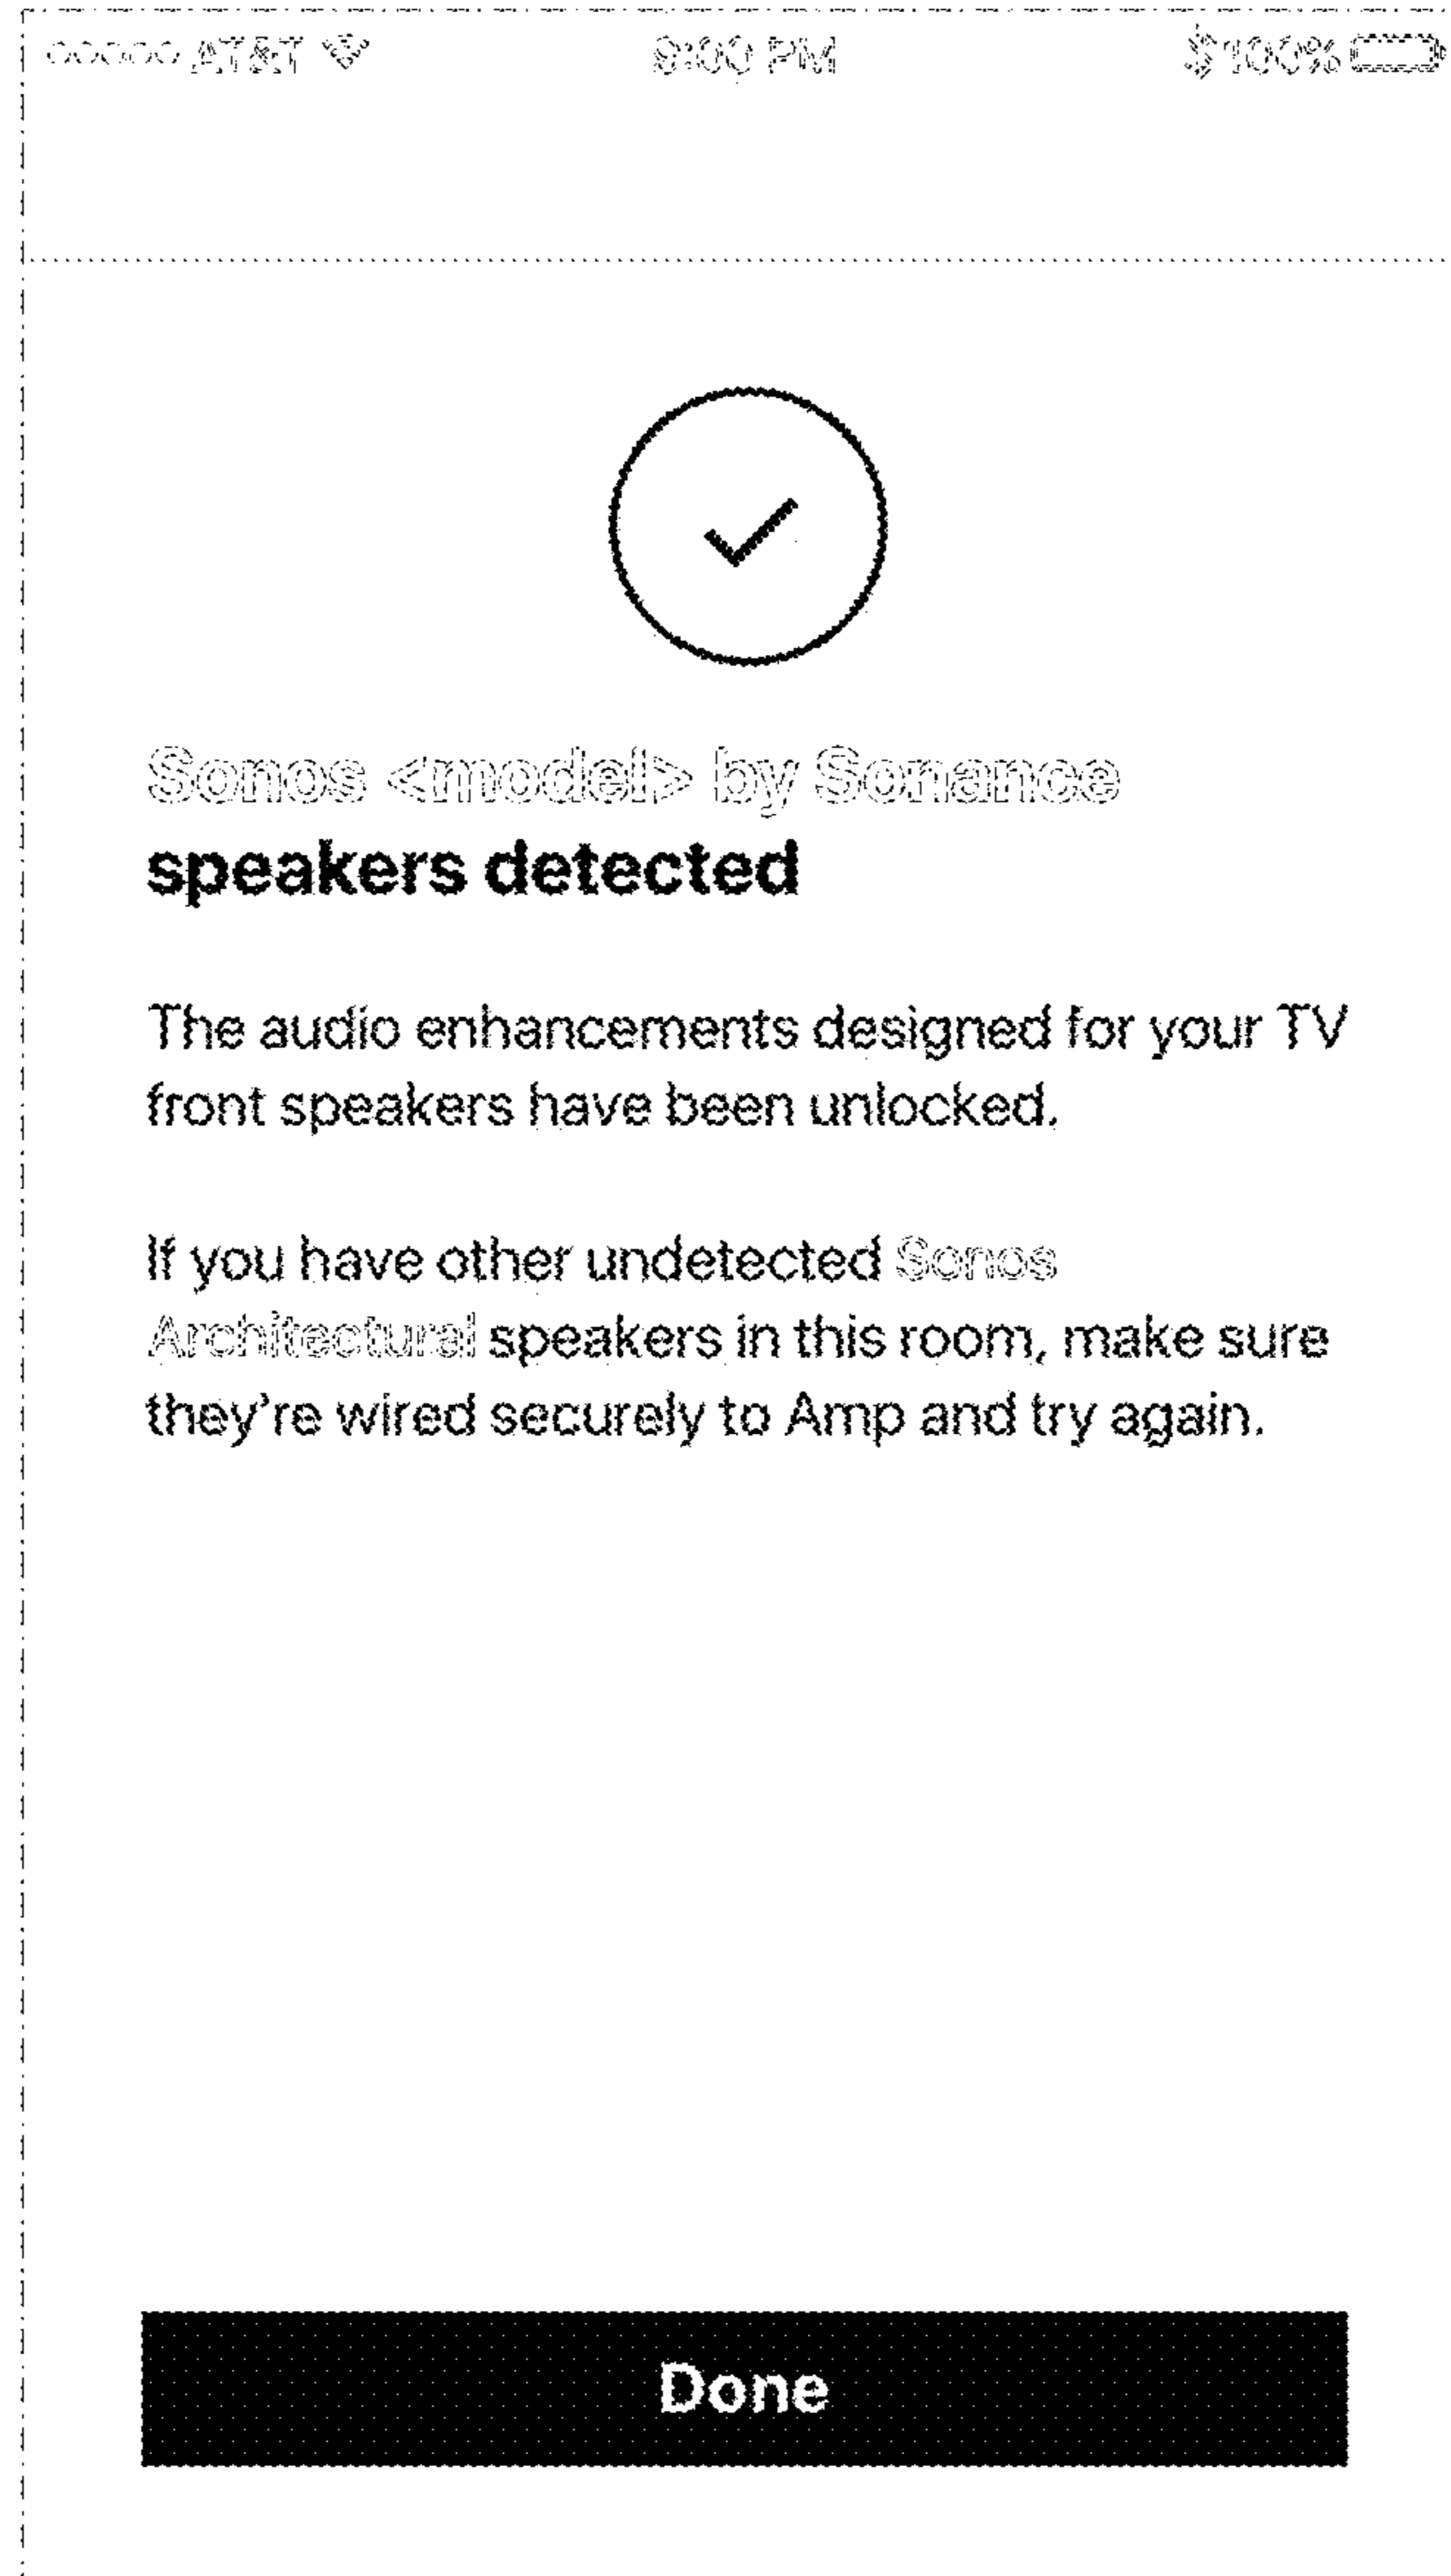 AT&T 9:00 PM 100%
Sonos <model> by Sonance
speakers detected
The audio enhancements designed for your TV
front speakers have been unlocked.
If you have other undetected Sonos
Architectural speakers in this room, make sure
they’re wired securely to Amp and try again.
Done